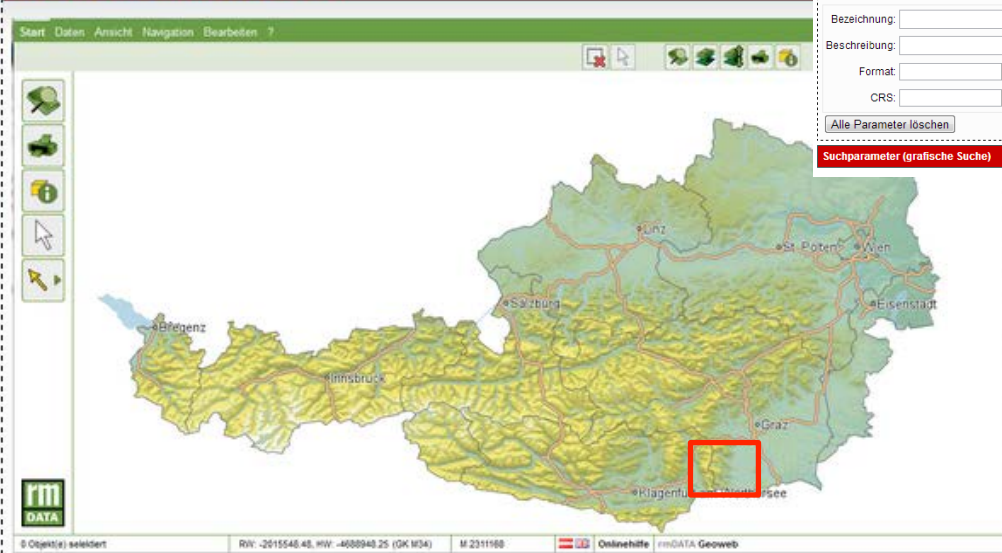 Start Daten Ansicht Navigation Bearbeiten ?
Bezeichnung:
Beschreibung:
Format:
CRS:
Alle Parameter löschen
Suchparameter (grafische Suche)
Linz
St. Pölten
Wien
Salzburg
Eisenstadt
Bregenz
Innsbruck
Graz
Klagenfurt am Wörthersee
rm
DATA
0 Objekt(e) selektiert RW: -2015548.48, HW: -4688948.25 (GK M34) M 2311168 Onlinehilfe rmDATA Geoweb